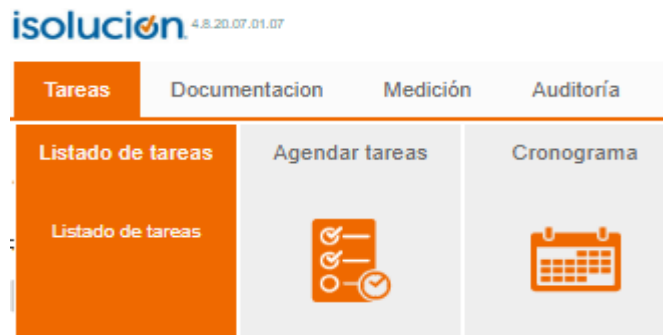 isolución 4.8.20.07.01.07
Tareas Documentacion Medición Auditoría
Listado de tareas Agendar tareas Cronograma
Listado de tareas